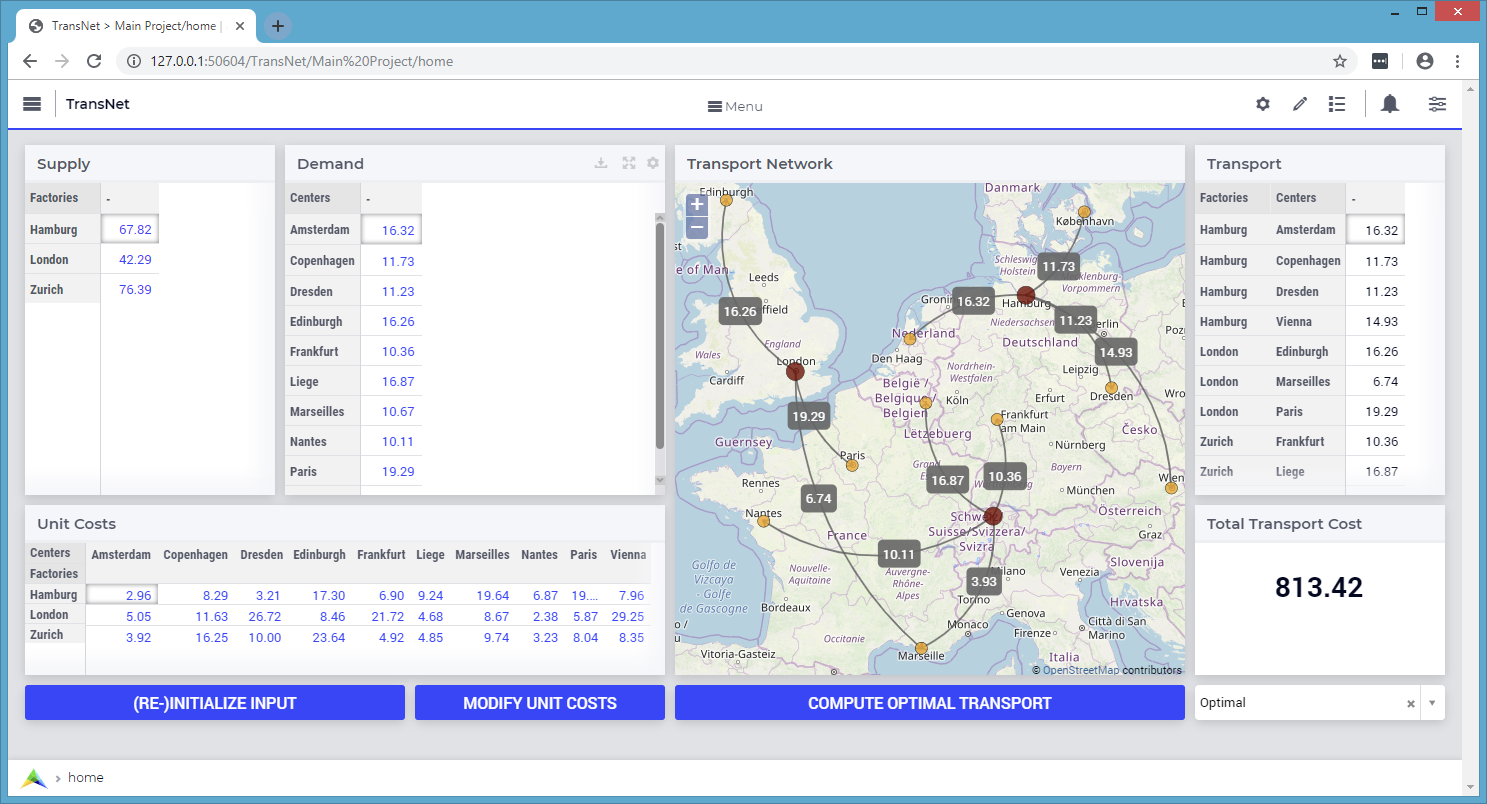 TransNet > Main Project/home |
127.0.0.1:50604/TransNet/Main%20Project/home
TransNet
Menu
Supply
Factories -
Hamburg 67.82
London 42.29
Zurich 76.39
Demand
Centers -
Amsterdam 16.32
Copenhagen 11.73
Dresden 11.23
Edinburgh 16.26
Frankfurt 10.36
Liege 16.87
Marseilles 10.67
Nantes 10.11
Paris 19.29
Transport Network
+
−
Edinburgh
Danmark
København
st
e of Man
Leeds
ffield
Schleswig
Holstein
cklenburg-
Vorpommern
11.73
Gronin
16.32
Hamburg
16.26
Niedersachsen
11.23
erlin
Pozn
England
Nederland
Deutschland
Wales
London
Den Haag
14.93
Cardiff
Nordrhein-
Westfalen
Leipzig
België /
Belgique /
Belgien
Köln
Erfurt
Dresden
Wro
19.29
Frankfurt
am Main
Guernsey
Lëtzebuerg
Česko
Nürnberg
Paris
Grand
Bayern
16.87
10.36
Rennes
6.74
München
Wien
Nantes
Schwe
Suisse/Svizzera/
Svizra
Österreich
France
Graz
10.11
Golfo de
Vizcaya
- Golfe
de Gascogne
Nouvelle-
Aquitaine
Auvergne-
Rhône-
Alpes
3.93
Milano
Venezia
Slovenija
Torino
Bordeaux
Genova
Hrvatska
o /
u
Occitanie
Monaco
Firenze
Città di San
Marino
Vitoria-Gasteiz
Marseille
Italia
© OpenStreetMap contributors
Transport
Factories Centers -
Hamburg Amsterdam 16.32
Hamburg Copenhagen 11.73
Hamburg Dresden 11.23
Hamburg Vienna 14.93
London Edinburgh 16.26
London Marseilles 6.74
London Paris 19.29
Zurich Frankfurt 10.36
Zurich Liege 16.87
Unit Costs
Centers Amsterdam Copenhagen Dresden Edinburgh Frankfurt Liege Marseilles Nantes Paris Vienna
Factories
Hamburg 2.96 8.29 3.21 17.30 6.90 9.24 19.64 6.87 19.... 7.96
London 5.05 11.63 26.72 8.46 21.72 4.68 8.67 2.38 5.87 29.25
Zurich 3.92 16.25 10.00 23.64 4.92 4.85 9.74 3.23 8.04 8.35
Total Transport Cost
813.42
(RE-)INITIALIZE INPUT
MODIFY UNIT COSTS
COMPUTE OPTIMAL TRANSPORT
Optimal
home